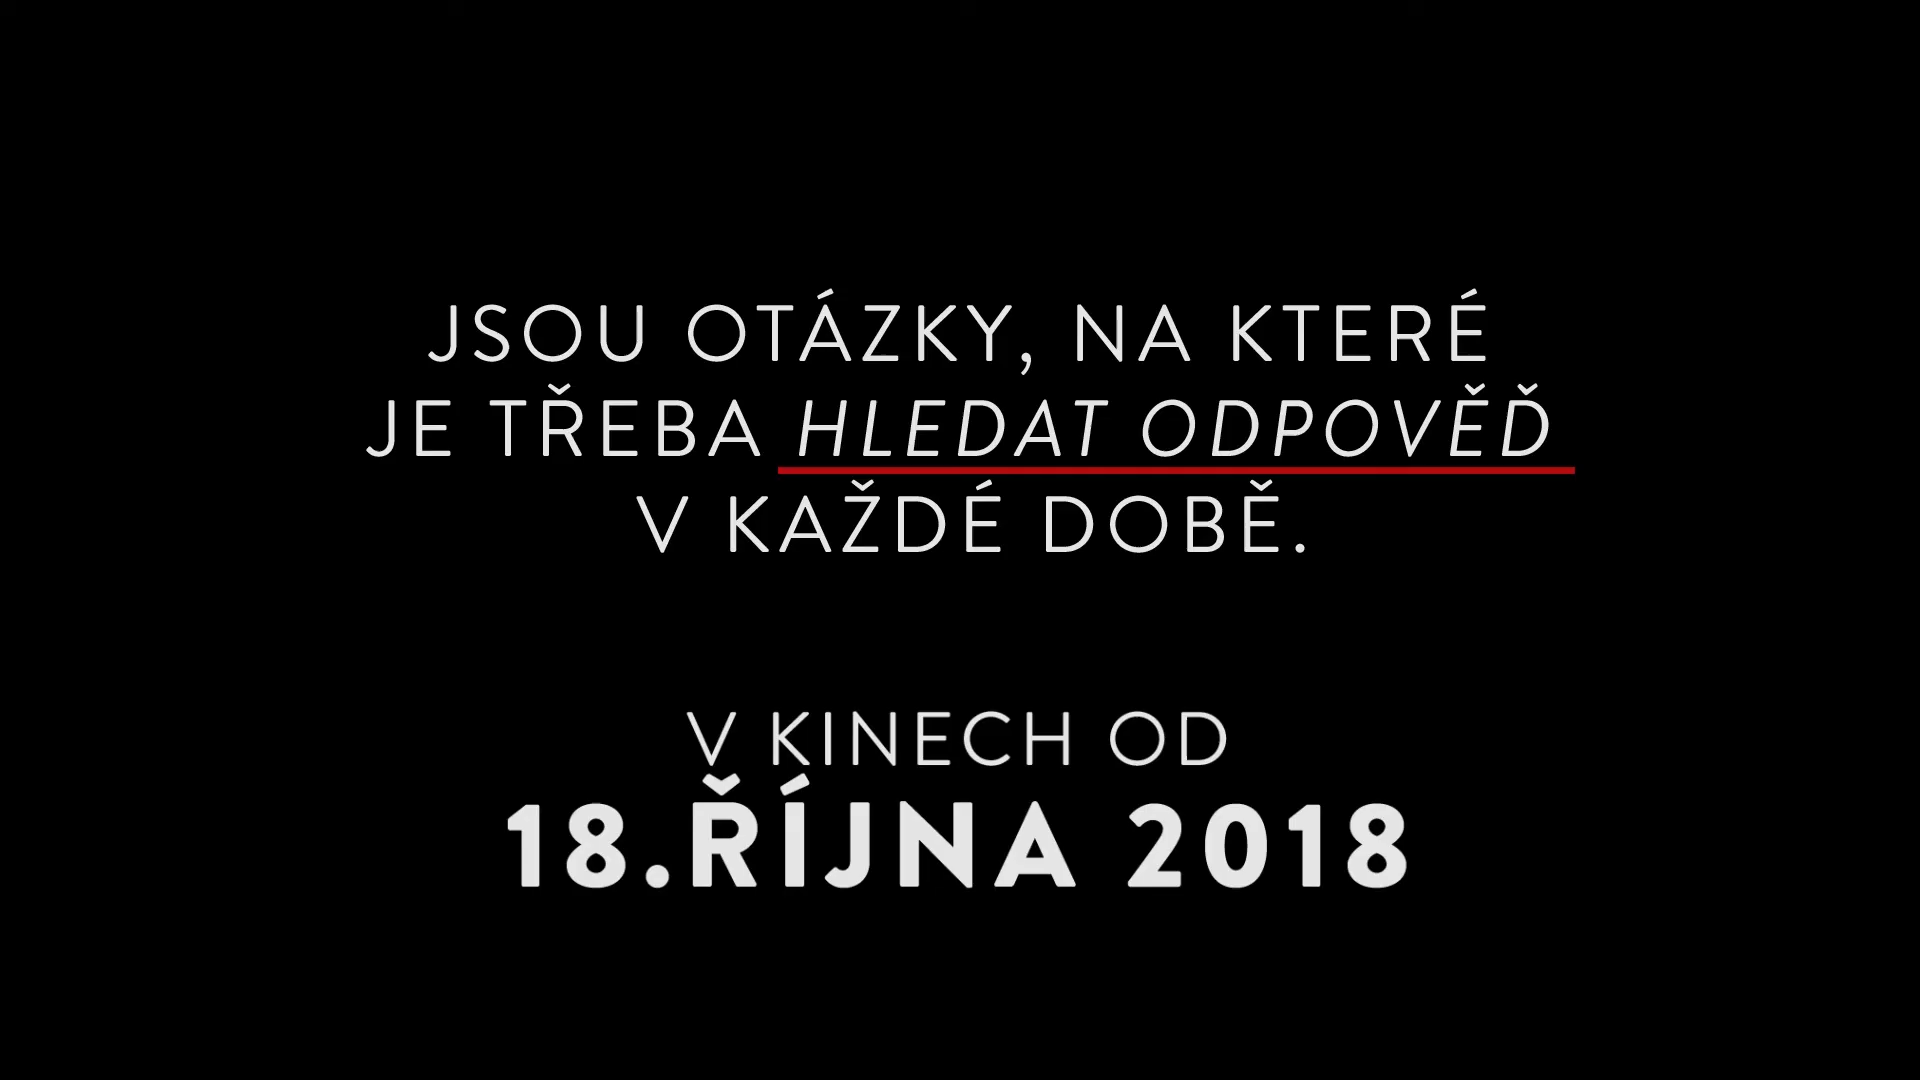 JSOU OTÁZKY, NA KTERÉ
JE TŘEBA HLEDAT ODPOVĚĎ
V KAŽDÉ DOBĚ.
V KINECH OD
18.ŘÍJNA 2018